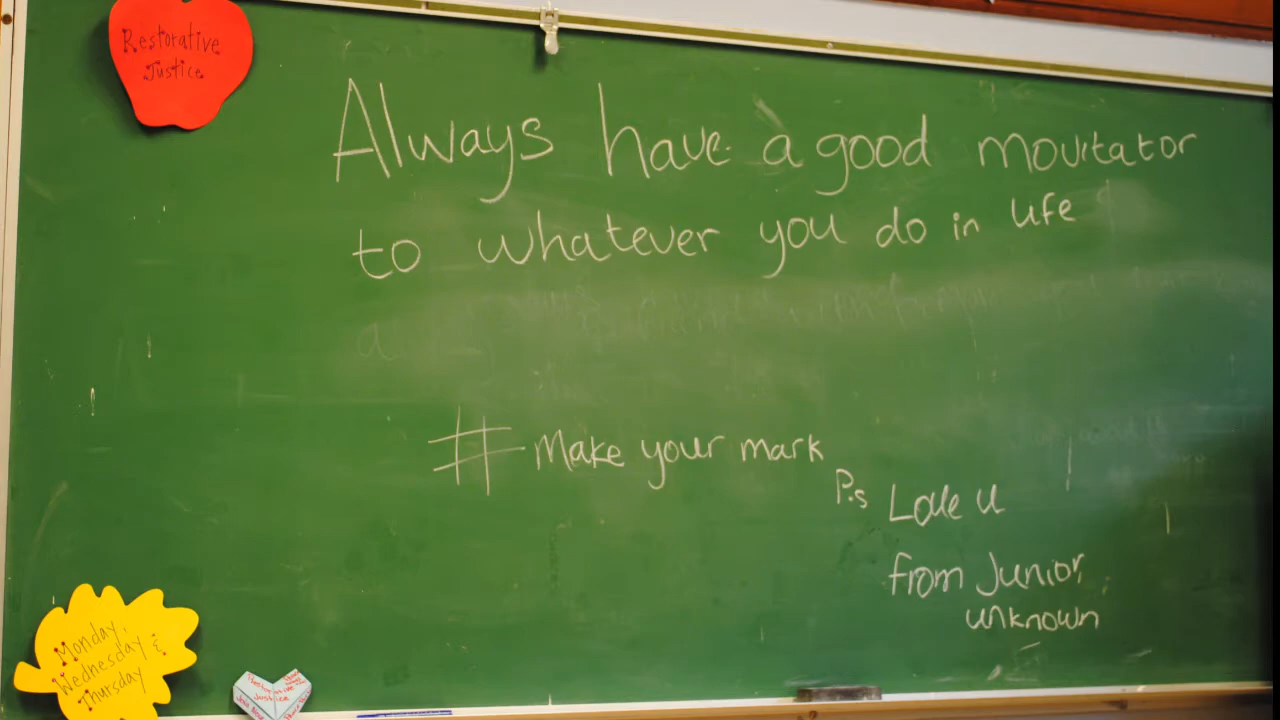 Restorative
Justice
Always have a good movitator
to whatever you do in life
# Make your mark
P.s Love u
from Junior,
unknown
Monday,
Wednesday &
Thursday